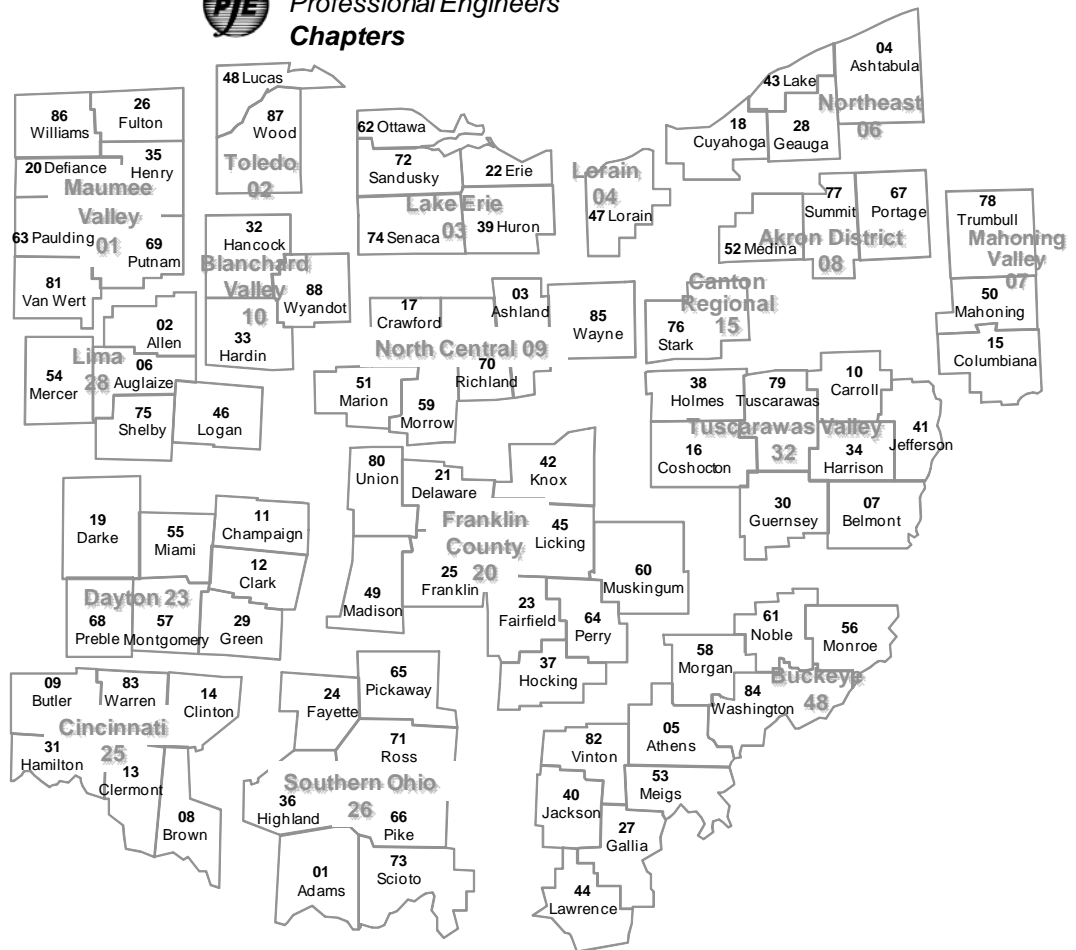 PJE
Professional Engineers
Chapters
48 Lucas
87
Wood
Toledo
02
86
Williams
26
Fulton
20 Defiance
35
Henry
Maumee
Valley
01
63 Paulding
69
Putnam
81
Van Wert
62 Ottawa
72
Sandusky
22 Erie
Lake Erie
03
74 Senaca
39 Huron
Lorain
04
47 Lorain
43 Lake
04
Ashtabula
Northeast
06
18
Cuyahoga
28
Geauga
77
Summit
67
Portage
52 Medina
Akron District
08
78
Trumbull
Mahoning
Valley
07
50
Mahoning
15
Columbiana
32
Hancock
Blanchard
Valley
10
88
Wyandot
33
Hardin
02
Allen
Lima
28
54
Mercer
06
Auglaize
75
Shelby
46
Logan
17
Crawford
03
Ashland
85
Wayne
North Central 09
70
Richland
51
Marion
59
Morrow
Canton
Regional
15
76
Stark
38
Holmes
79
Tuscarawas
10
Carroll
Tuscarawas Valley
32
41
Jefferson
16
Coshocton
34
Harrison
30
Guernsey
07
Belmont
80
Union
21
Delaware
42
Knox
Franklin
County
20
45
Licking
49
Madison
25
Franklin
60
Muskingum
23
Fairfield
64
Perry
37
Hocking
19
Darke
55
Miami
11
Champaign
12
Clark
Dayton 23
68
Preble
57
Montgomery
29
Green
09
Butler
83
Warren
14
Clinton
Cincinnati
25
31
Hamilton
13
Clermont
08
Brown
24
Fayette
65
Pickaway
71
Ross
Southern Ohio
26
36
Highland
66
Pike
01
Adams
73
Scioto
61
Noble
56
Monroe
58
Morgan
Buckeye
48
84
Washington
05
Athens
82
Vinton
53
Meigs
40
Jackson
27
Gallia
44
Lawrence